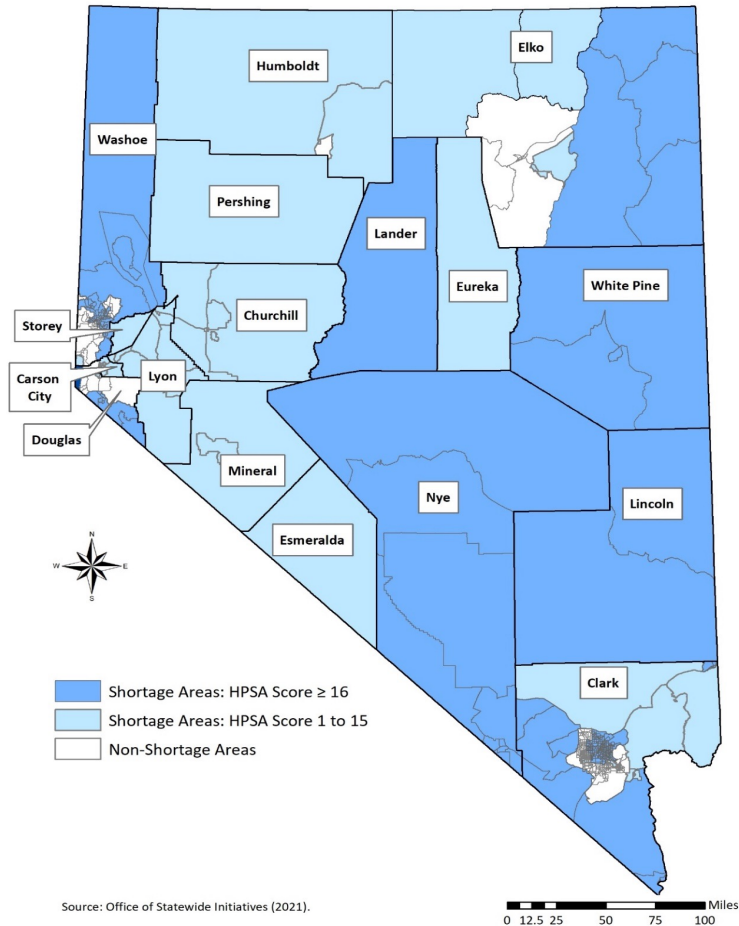 Elko
Humboldt
Washoe
Pershing
Lander
Eureka
White Pine
Churchill
Storey
Carson
City
Lyon
Douglas
Mineral
Nye
Lincoln
Esmeralda
N
W E
S
Clark
Shortage Areas: HPSA Score ≥ 16
Shortage Areas: HPSA Score 1 to 15
Non-Shortage Areas
Source: Office of Statewide Initiatives (2021).
Miles
0 12.5 25 50 75 100